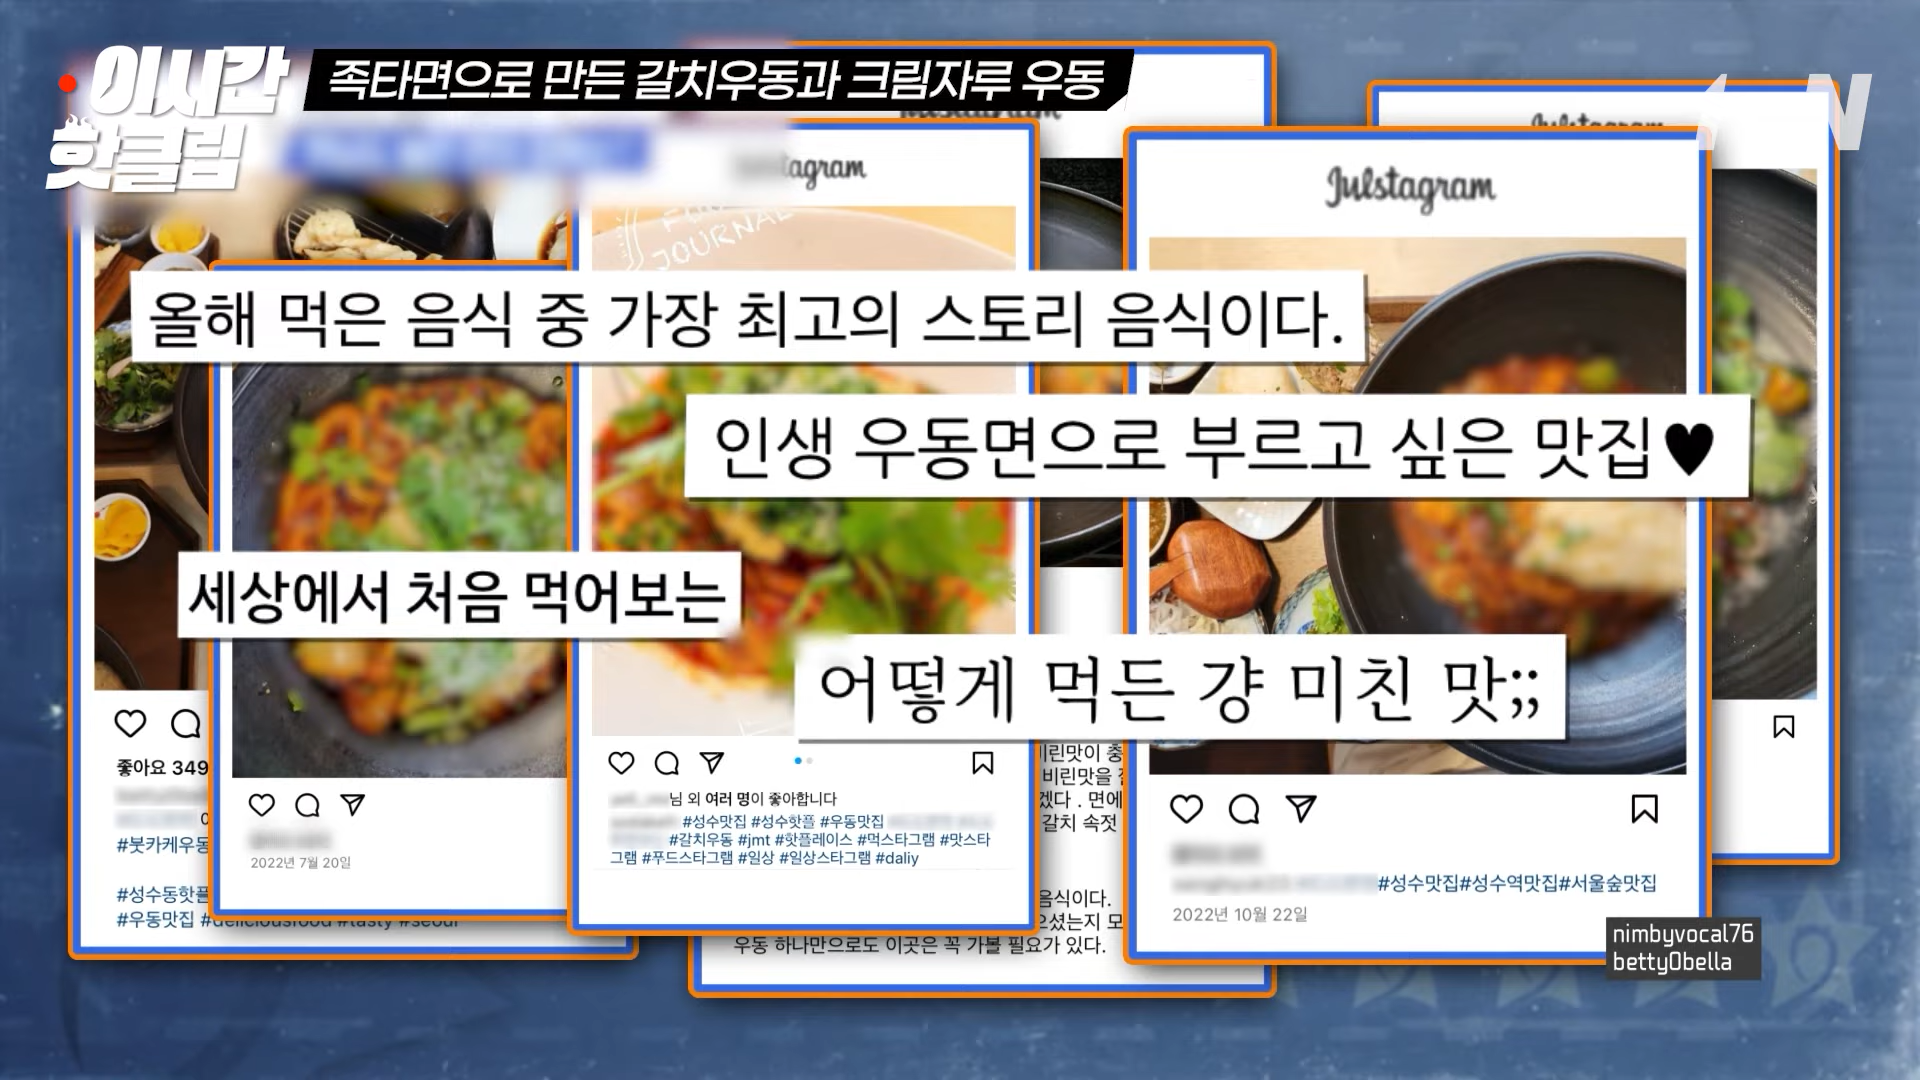 이시간
핫클립
족타면으로 만든 갈치우동과 크림자루 우동
N
Julstagram
올해 먹은 음식 중 가장 최고의 스토리 음식이다.
인생 우동면으로 부르고 싶은 맛집♥
세상에서 처음 먹어보는
어떻게 먹든 걍 미친 맛;;
JOURNAL
좋아요 349
#붓카케우동
#성수동핫플
#우동맛집 #deliciousfood #tasty #seoul
2022년 7월 20일
님 외 여러 명이 좋아합니다
#성수맛집 #성수핫플 #우동맛집
#갈치우동 #jmt #핫플레이스 #먹스타그램 #맛스타
그램 #푸드스타그램 #일상 #일상스타그램 #daliy
비린맛이 충
비린맛을
겠다 . 면에
갈치 속젓
음식이다.
으셨는지 모
우동 하나만으로도 이곳은 꼭 가볼 필요가 있다.
#성수맛집#성수역맛집#서울숲맛집
2022년 10월 22일
nimbyvocal76
betty0bella